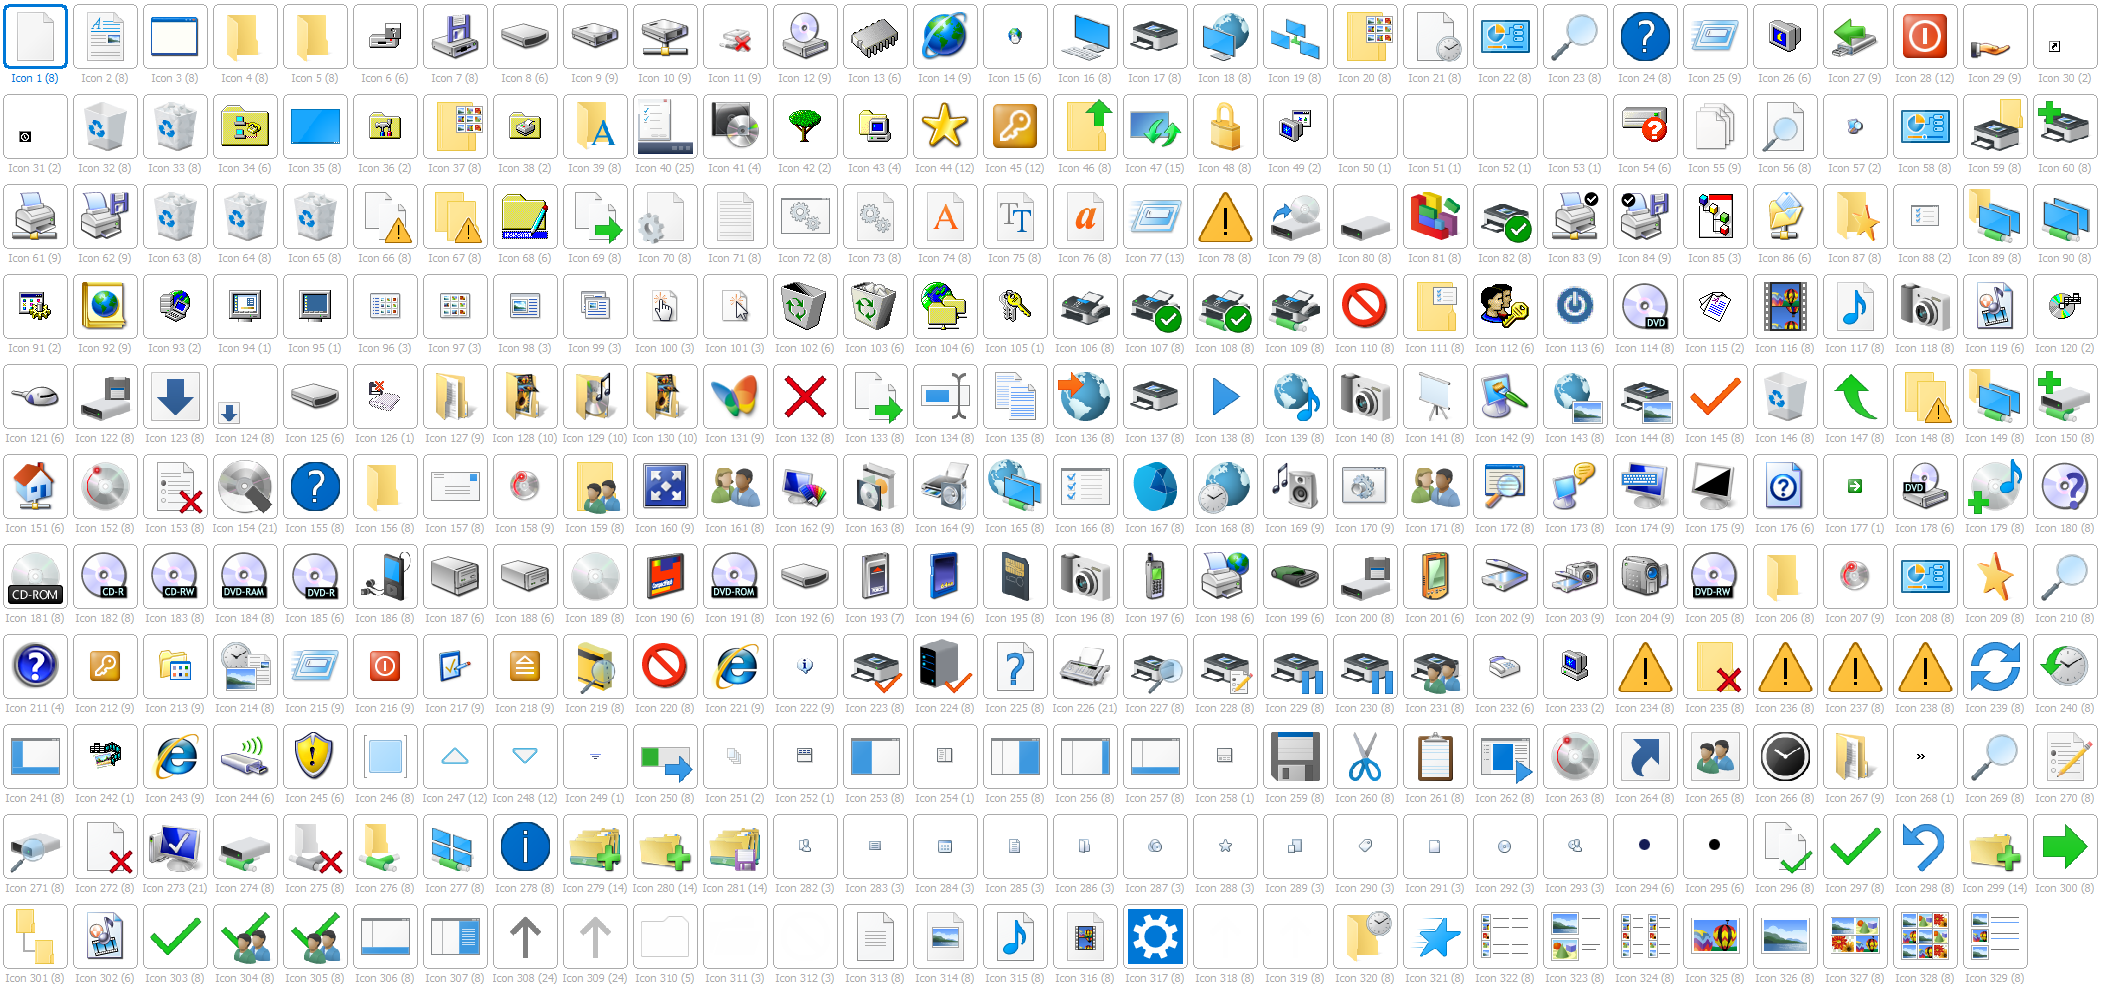 Icon 1 (8) Icon 2 (8) Icon 3 (8) Icon 4 (8) Icon 5 (8) Icon 6 (6) Icon 7 (8) Icon 8 (6) Icon 9 (9) Icon 10 (9) Icon 11 (9) Icon 12 (9) Icon 13 (6) Icon 14 (9) Icon 15 (6) Icon 16 (8) Icon 17 (8) Icon 18 (8) Icon 19 (8) Icon 20 (8) Icon 21 (8) Icon 22 (8) Icon 23 (8) Icon 24 (8) Icon 25 (9) Icon 26 (6) Icon 27 (9) Icon 28 (12) Icon 29 (9) Icon 30 (2)
Icon 31 (2) Icon 32 (8) Icon 33 (8) Icon 34 (6) Icon 35 (8) Icon 36 (2) Icon 37 (8) Icon 38 (2) Icon 39 (8) Icon 40 (25) Icon 41 (4) Icon 42 (2) Icon 43 (4) Icon 44 (12) Icon 45 (12) Icon 46 (8) Icon 47 (15) Icon 48 (8) Icon 49 (2) Icon 50 (1) Icon 51 (1) Icon 52 (1) Icon 53 (1) Icon 54 (6) Icon 55 (9) Icon 56 (8) Icon 57 (2) Icon 58 (8) Icon 59 (8) Icon 60 (8)
Icon 61 (9) Icon 62 (9) Icon 63 (8) Icon 64 (8) Icon 65 (8) Icon 66 (8) Icon 67 (8) Icon 68 (6) Icon 69 (8) Icon 70 (8) Icon 71 (8) Icon 72 (8) Icon 73 (8) Icon 74 (8) Icon 75 (8) Icon 76 (8) Icon 77 (13) Icon 78 (8) Icon 79 (8) Icon 80 (8) Icon 81 (8) Icon 82 (8) Icon 83 (9) Icon 84 (9) Icon 85 (3) Icon 86 (6) Icon 87 (8) Icon 88 (2) Icon 89 (8) Icon 90 (8)
DVD
Icon 91 (2) Icon 92 (9) Icon 93 (2) Icon 94 (1) Icon 95 (1) Icon 96 (3) Icon 97 (3) Icon 98 (3) Icon 99 (3) Icon 100 (3) Icon 101 (3) Icon 102 (6) Icon 103 (6) Icon 104 (6) Icon 105 (1) Icon 106 (8) Icon 107 (8) Icon 108 (8) Icon 109 (8) Icon 110 (8) Icon 111 (8) Icon 112 (6) Icon 113 (6) Icon 114 (8) Icon 115 (2) Icon 116 (8) Icon 117 (8) Icon 118 (8) Icon 119 (6) Icon 120 (2)
Icon 121 (6) Icon 122 (8) Icon 123 (8) Icon 124 (8) Icon 125 (6) Icon 126 (1) Icon 127 (9) Icon 128 (10) Icon 129 (10) Icon 130 (10) Icon 131 (9) Icon 132 (8) Icon 133 (8) Icon 134 (8) Icon 135 (8) Icon 136 (8) Icon 137 (8) Icon 138 (8) Icon 139 (8) Icon 140 (8) Icon 141 (8) Icon 142 (9) Icon 143 (8) Icon 144 (8) Icon 145 (8) Icon 146 (8) Icon 147 (8) Icon 148 (8) Icon 149 (8) Icon 150 (8)
DVD
Icon 151 (6) Icon 152 (8) Icon 153 (8) Icon 154 (21) Icon 155 (8) Icon 156 (8) Icon 157 (8) Icon 158 (9) Icon 159 (8) Icon 160 (9) Icon 161 (8) Icon 162 (9) Icon 163 (8) Icon 164 (9) Icon 165 (8) Icon 166 (8) Icon 167 (8) Icon 168 (8) Icon 169 (9) Icon 170 (9) Icon 171 (8) Icon 172 (8) Icon 173 (8) Icon 174 (9) Icon 175 (9) Icon 176 (6) Icon 177 (1) Icon 178 (6) Icon 179 (8) Icon 180 (8)
CD-ROM CD-R CD-RW DVD-RAM DVD-R DVD-ROM DVD-RW
Icon 181 (8) Icon 182 (8) Icon 183 (8) Icon 184 (8) Icon 185 (6) Icon 186 (8) Icon 187 (6) Icon 188 (6) Icon 189 (8) Icon 190 (6) Icon 191 (8) Icon 192 (6) Icon 193 (7) Icon 194 (6) Icon 195 (8) Icon 196 (8) Icon 197 (6) Icon 198 (6) Icon 199 (6) Icon 200 (8) Icon 201 (6) Icon 202 (9) Icon 203 (9) Icon 204 (9) Icon 205 (8) Icon 206 (8) Icon 207 (9) Icon 208 (8) Icon 209 (8) Icon 210 (8)
Icon 211 (4) Icon 212 (9) Icon 213 (9) Icon 214 (8) Icon 215 (9) Icon 216 (9) Icon 217 (9) Icon 218 (9) Icon 219 (8) Icon 220 (8) Icon 221 (9) Icon 222 (9) Icon 223 (8) Icon 224 (8) Icon 225 (8) Icon 226 (21) Icon 227 (8) Icon 228 (8) Icon 229 (8) Icon 230 (8) Icon 231 (8) Icon 232 (6) Icon 233 (2) Icon 234 (8) Icon 235 (8) Icon 236 (8) Icon 237 (8) Icon 238 (8) Icon 239 (8) Icon 240 (8)
Icon 241 (8) Icon 242 (1) Icon 243 (9) Icon 244 (6) Icon 245 (6) Icon 246 (8) Icon 247 (12) Icon 248 (12) Icon 249 (1) Icon 250 (8) Icon 251 (2) Icon 252 (1) Icon 253 (8) Icon 254 (1) Icon 255 (8) Icon 256 (8) Icon 257 (8) Icon 258 (1) Icon 259 (8) Icon 260 (8) Icon 261 (8) Icon 262 (8) Icon 263 (8) Icon 264 (8) Icon 265 (8) Icon 266 (8) Icon 267 (9) Icon 268 (1) Icon 269 (8) Icon 270 (8)
Icon 271 (8) Icon 272 (8) Icon 273 (21) Icon 274 (8) Icon 275 (8) Icon 276 (8) Icon 277 (8) Icon 278 (8) Icon 279 (14) Icon 280 (14) Icon 281 (14) Icon 282 (3) Icon 283 (3) Icon 284 (3) Icon 285 (3) Icon 286 (3) Icon 287 (3) Icon 288 (3) Icon 289 (3) Icon 290 (3) Icon 291 (3) Icon 292 (3) Icon 293 (3) Icon 294 (6) Icon 295 (6) Icon 296 (8) Icon 297 (8) Icon 298 (8) Icon 299 (14) Icon 300 (8)
Icon 301 (8) Icon 302 (6) Icon 303 (8) Icon 304 (8) Icon 305 (8) Icon 306 (8) Icon 307 (8) Icon 308 (24) Icon 309 (24) Icon 310 (5) Icon 311 (3) Icon 312 (3) Icon 313 (8) Icon 314 (8) Icon 315 (8) Icon 316 (8) Icon 317 (8) Icon 318 (8) Icon 319 (8) Icon 320 (8) Icon 321 (8) Icon 322 (8) Icon 323 (8) Icon 324 (8) Icon 325 (8) Icon 326 (8) Icon 327 (8) Icon 328 (8) Icon 329 (8)